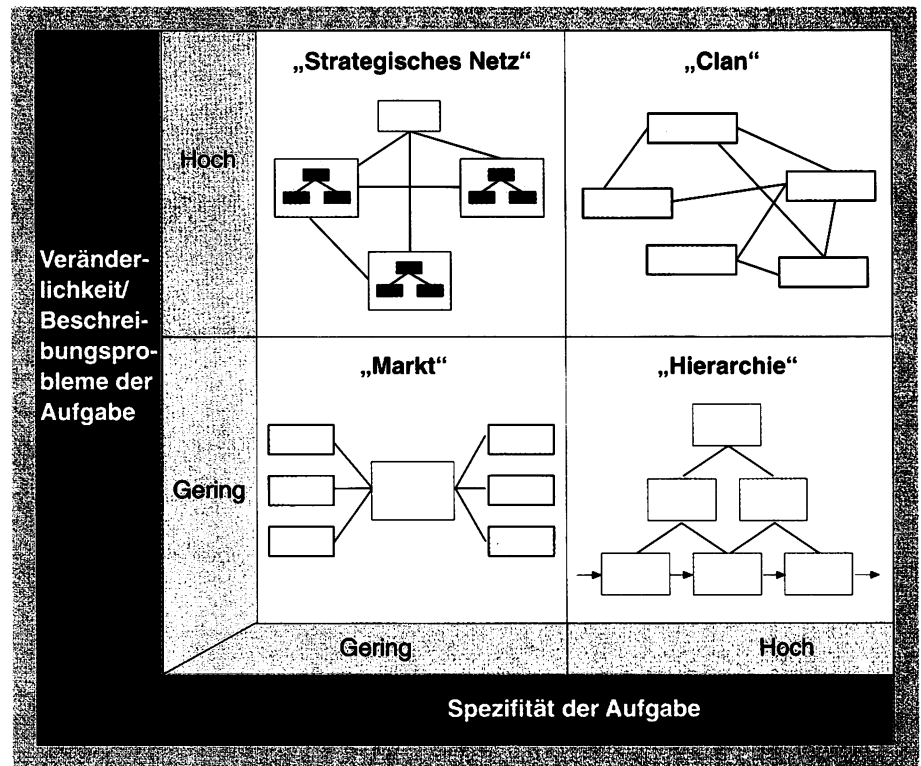 „Strategisches Netz“
„Clan“
Hoch
Veränder-
lichkeit/
Beschrei-
bungspro-
bleme der
Aufgabe
„Markt“
„Hierarchie“
Gering
Gering
Hoch
Spezifität der Aufgabe